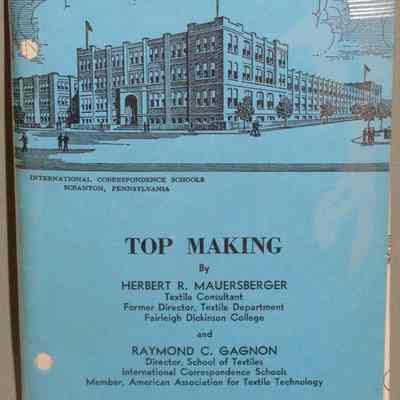 INTERNATIONAL CORRESPONDENCE SCHOOLS
SCRANTON, PENNSYLVANIA
TOP MAKING
By
HERBERT R. MAUERSBERGER
Textile Consultant
Former Director, Textile Department
Fairleigh Dickinson College
and
RAYMOND C. GAGNON
Director, School of Textiles
International Correspondence Schools
Member, American Association for Textile Technology